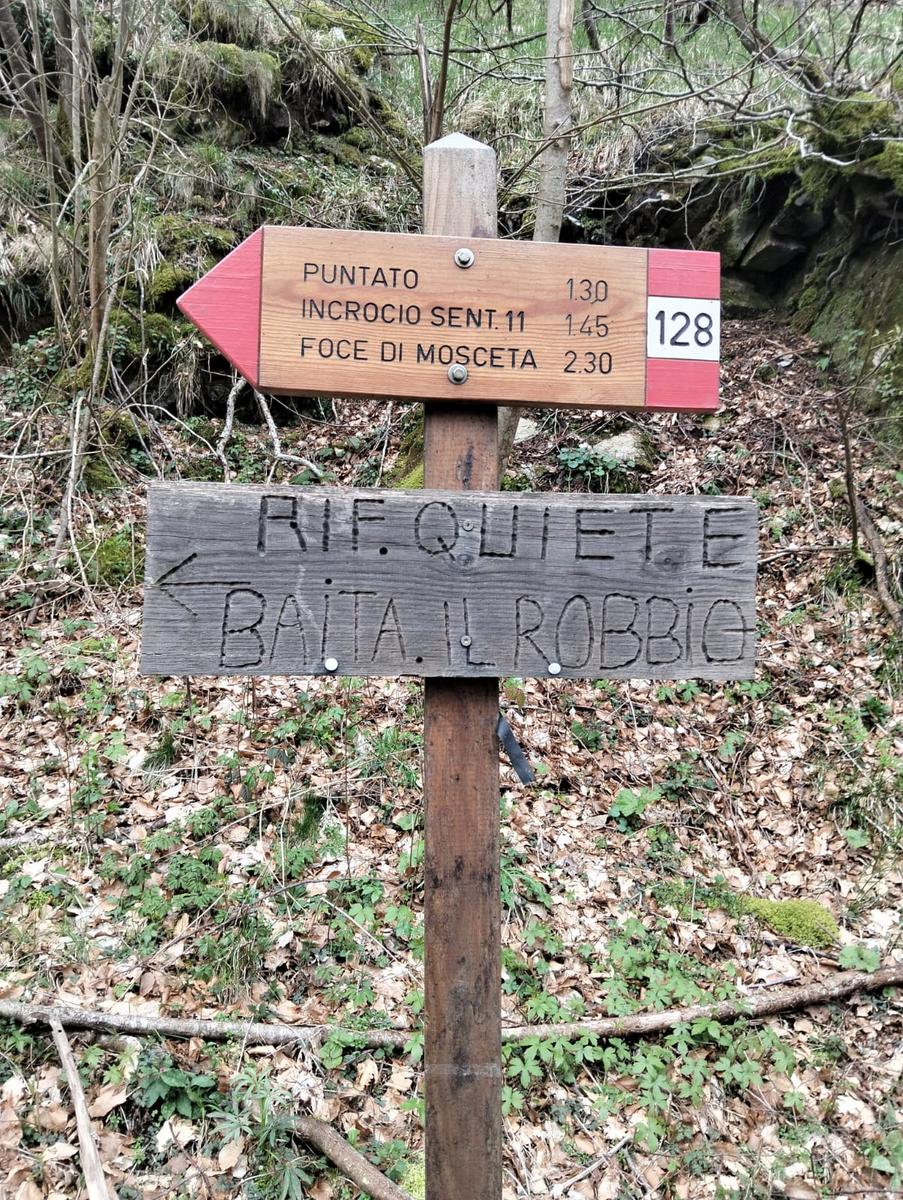 PUNTATO 1.30
INCROCIO SENT. 11 1.45
FOCE DI MOSCETA 2.30
128
RIF. QUIETE
BAITA IL ROBBIO